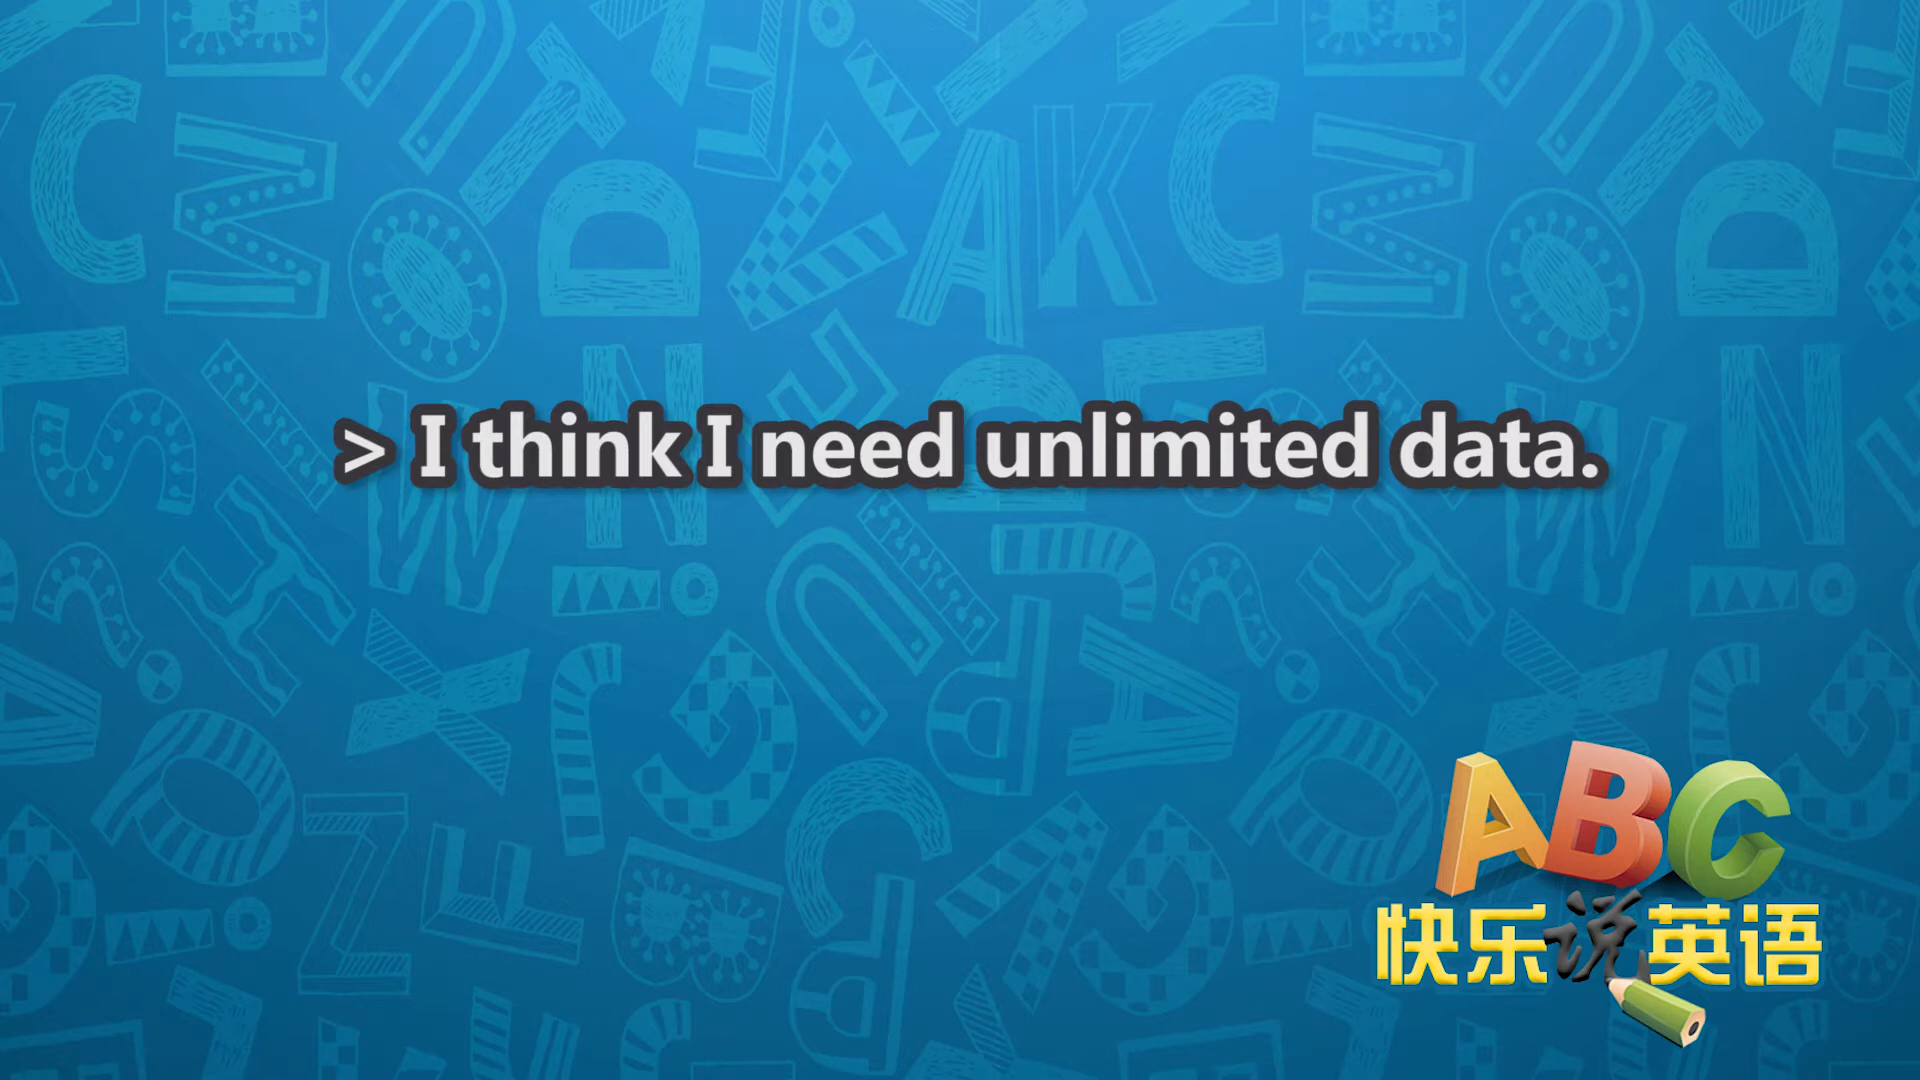 > I think I need unlimited data.
ABC
快乐说英语